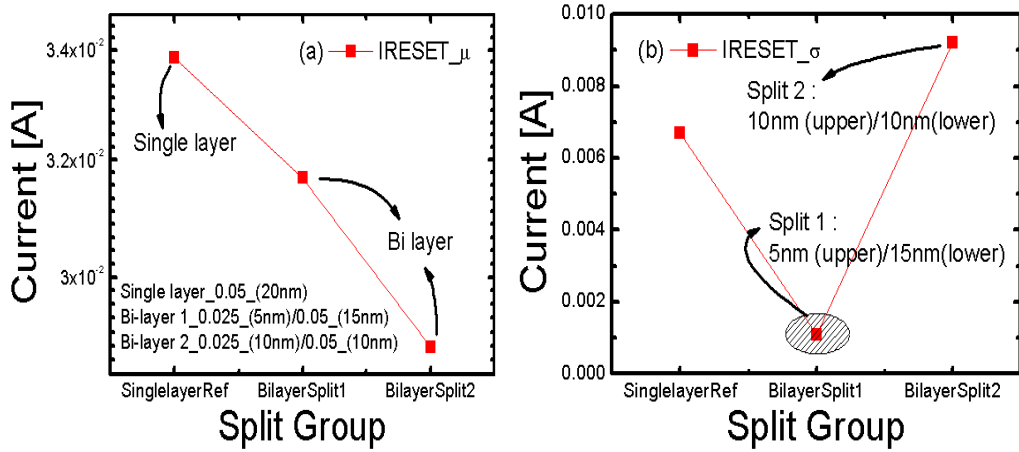 (a) IRESET_μ
3.4x10-2
3.2x10-2
3x10-2
Current [A]
Single layer
Bi layer
Single layer_0.05_(20nm)
Bi-layer 1_0.025_(5nm)/0.05_(15nm)
Bi-layer 2_0.025_(10nm)/0.05_(10nm)
SinglelayerRef BilayerSplit1 BilayerSplit2
Split Group
(b) IRESET_σ
0.010
0.008
0.006
0.004
0.002
0.000
Current [A]
Split 2 :
10nm (upper)/10nm(lower)
Split 1 :
5nm (upper)/15nm(lower)
SinglelayerRef BilayerSplit1 BilayerSplit2
Split Group